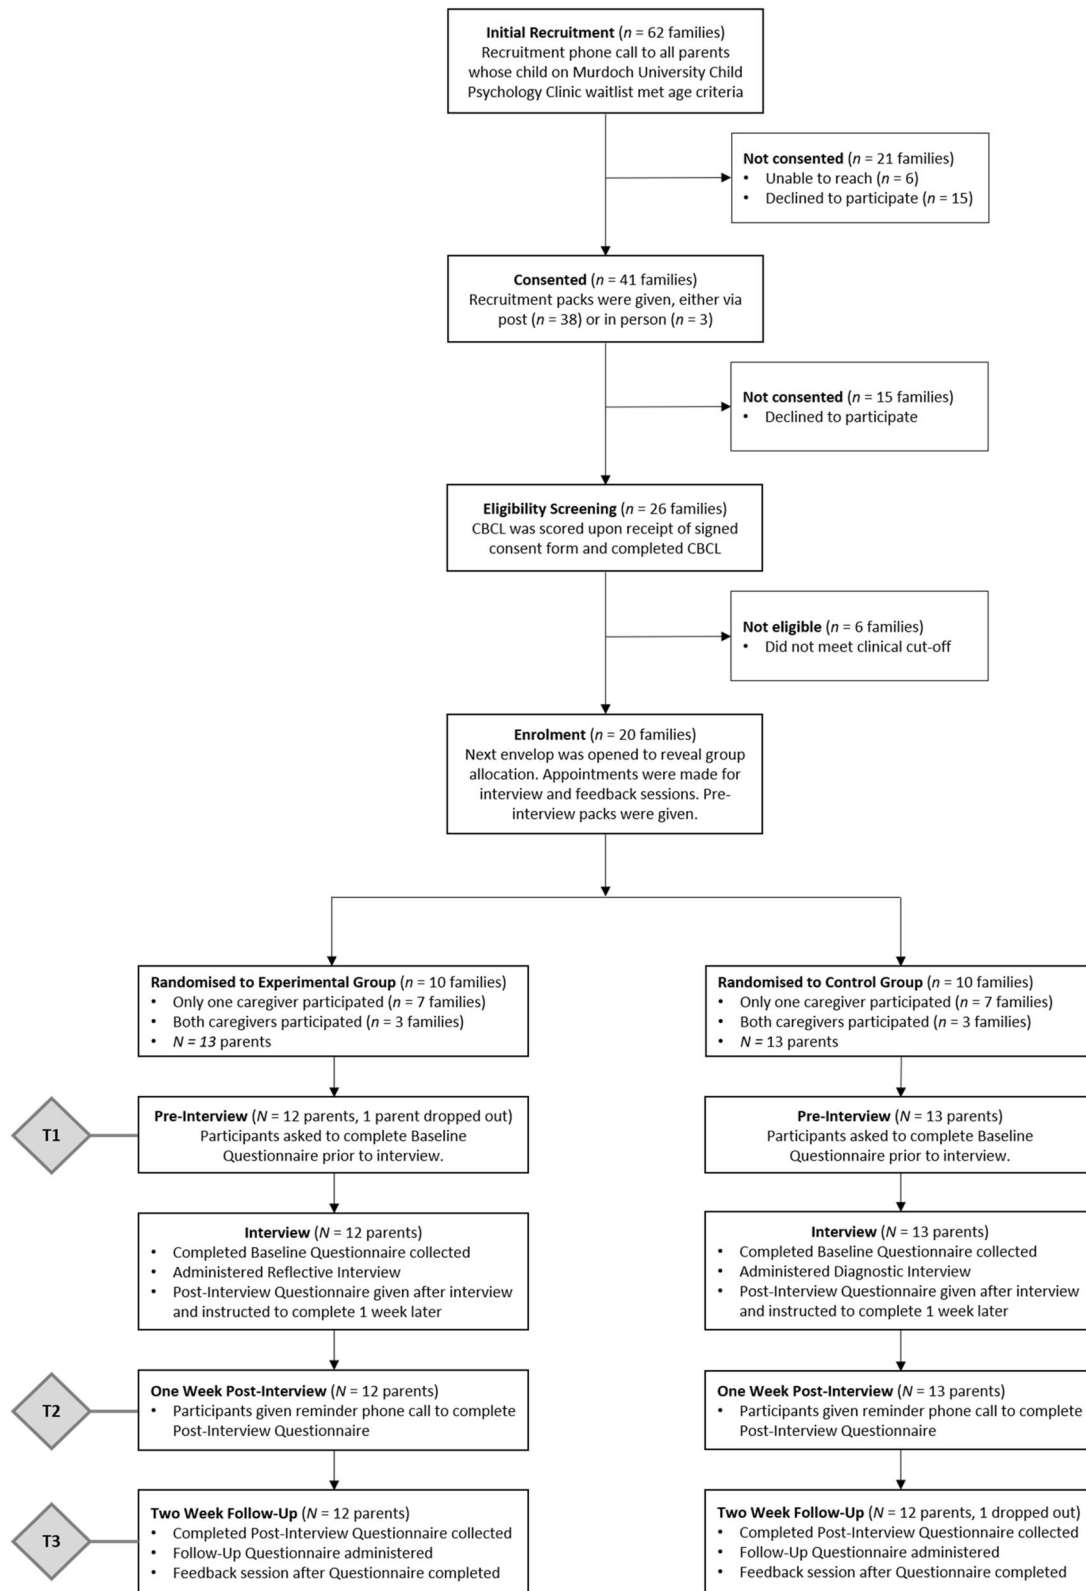 Initial Recruitment (n = 62 families)
Recruitment phone call to all parents
whose child on Murdoch University Child
Psychology Clinic waitlist met age criteria
Not consented (n = 21 families)
• Unable to reach (n = 6)
• Declined to participate (n = 15)
Consented (n = 41 families)
Recruitment packs were given, either via
post (n = 38) or in person (n = 3)
Not consented (n = 15 families)
• Declined to participate
Eligibility Screening (n = 26 families)
CBCL was scored upon receipt of signed
consent form and completed CBCL
Not eligible (n = 6 families)
• Did not meet clinical cut-off
Enrolment (n = 20 families)
Next envelop was opened to reveal group
allocation. Appointments were made for
interview and feedback sessions. Pre-
interview packs were given.
Randomised to Experimental Group (n = 10 families)
• Only one caregiver participated (n = 7 families)
• Both caregivers participated (n = 3 families)
• N = 13 parents
Randomised to Control Group (n = 10 families)
• Only one caregiver participated (n = 7 families)
• Both caregivers participated (n = 3 families)
• N = 13 parents
T1
Pre-Interview (N = 12 parents, 1 parent dropped out)
Participants asked to complete Baseline
Questionnaire prior to interview.
Pre-Interview (N = 13 parents)
Participants asked to complete Baseline
Questionnaire prior to interview.
Interview (N = 12 parents)
• Completed Baseline Questionnaire collected
• Administered Reflective Interview
• Post-Interview Questionnaire given after interview
and instructed to complete 1 week later
Interview (N = 13 parents)
• Completed Baseline Questionnaire collected
• Administered Diagnostic Interview
• Post-Interview Questionnaire given after interview
and instructed to complete 1 week later
T2
One Week Post-Interview (N = 12 parents)
• Participants given reminder phone call to complete
Post-Interview Questionnaire
One Week Post-Interview (N = 13 parents)
• Participants given reminder phone call to complete
Post-Interview Questionnaire
T3
Two Week Follow-Up (N = 12 parents)
• Completed Post-Interview Questionnaire collected
• Follow-Up Questionnaire administered
• Feedback session after Questionnaire completed
Two Week Follow-Up (N = 12 parents, 1 dropped out)
• Completed Post-Interview Questionnaire collected
• Follow-Up Questionnaire administered
• Feedback session after Questionnaire completed